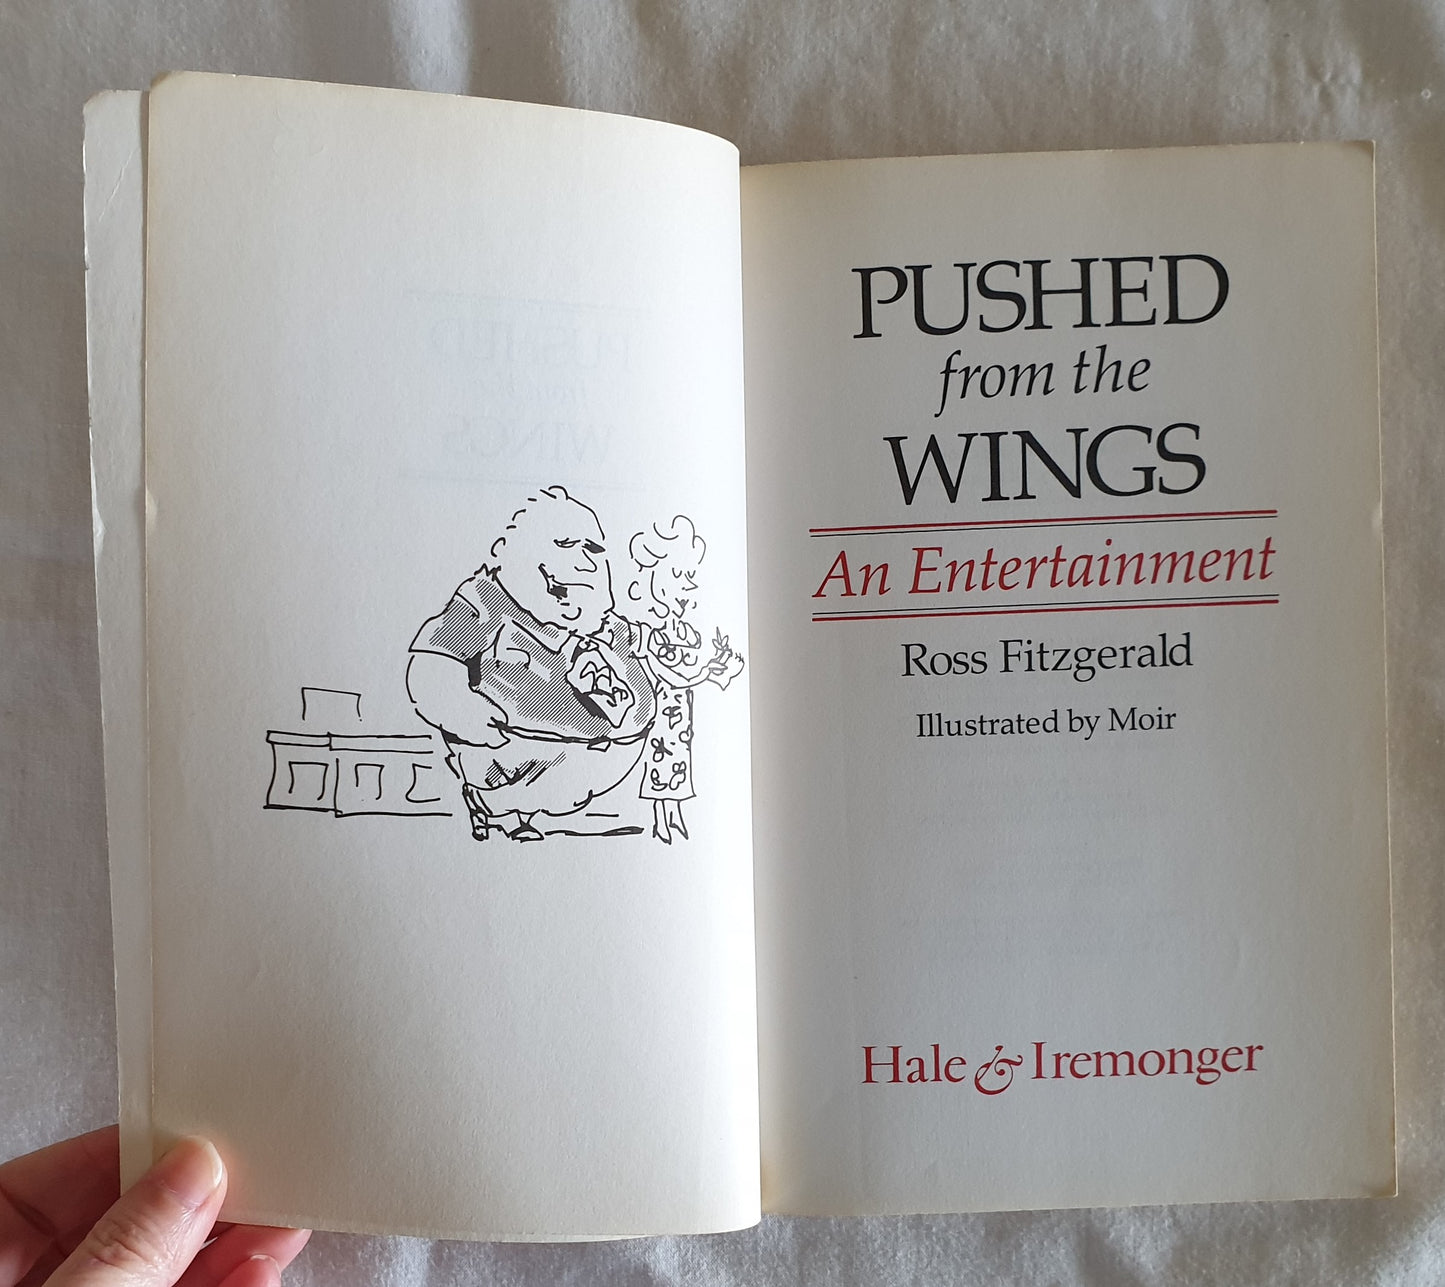 PUSHED
from the
WINGS
An Entertainment
Ross Fitzgerald
Illustrated by Moir
Hale & Iremonger